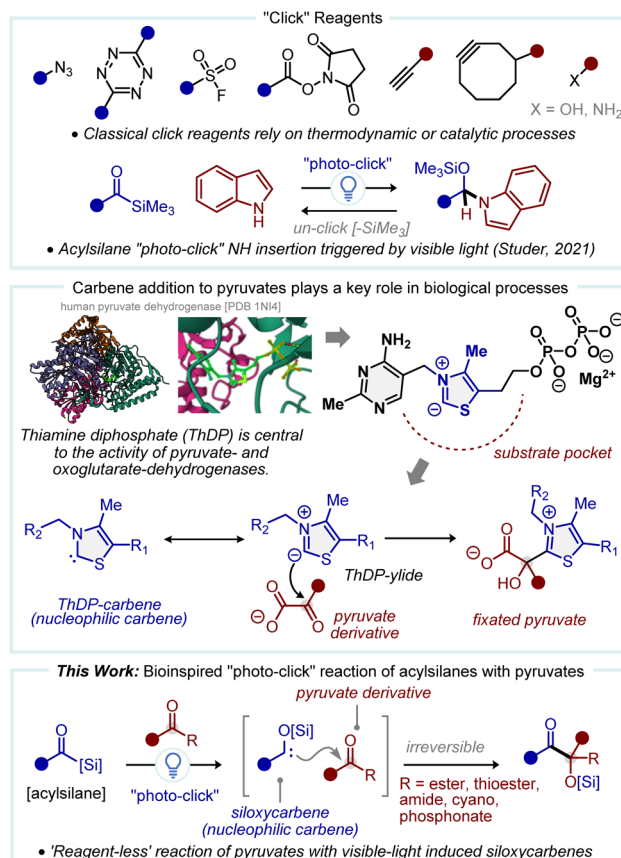 "Click" Reagents
N3
N
N
N
N
O
O
S
F
O
O
N
O
O
X
X = OH, NH2
• Classical click reagents rely on thermodynamic or catalytic processes
O
SiMe3
N
H
"photo-click"
un-click [-SiMe3]
Me3SiO
H
N
• Acylsilane "photo-click" NH insertion triggered by visible light (Studer, 2021)
Carbene addition to pyruvates plays a key role in biological processes
human pyruvate dehydrogenase [PDB 1NI4]
Thiamine diphosphate (ThDP) is central
to the activity of pyruvate- and
oxoglutarate-dehydrogenases.
NH2
N
Me
N
N
Me
S
O
P
O
O
O
P
O
O
O
Mg2+
substrate pocket
R2
N
Me
R1
S
ThDP-carbene
(nucleophilic carbene)
R2
N
Me
R1
S
ThDP-ylide
O
O
O
pyruvate
derivative
R2
N
Me
R1
S
O
O
HO
fixated pyruvate
This Work: Bioinspired "photo-click" reaction of acylsilanes with pyruvates
pyruvate derivative
O
[Si]
[acylsilane]
O
R
"photo-click"
O[Si]
O
R
siloxycarbene
(nucleophilic carbene)
irreversible
R = ester, thioester,
amide, cyano,
phosphonate
O
R
O[Si]
• 'Reagent-less' reaction of pyruvates with visible-light induced siloxycarbenes